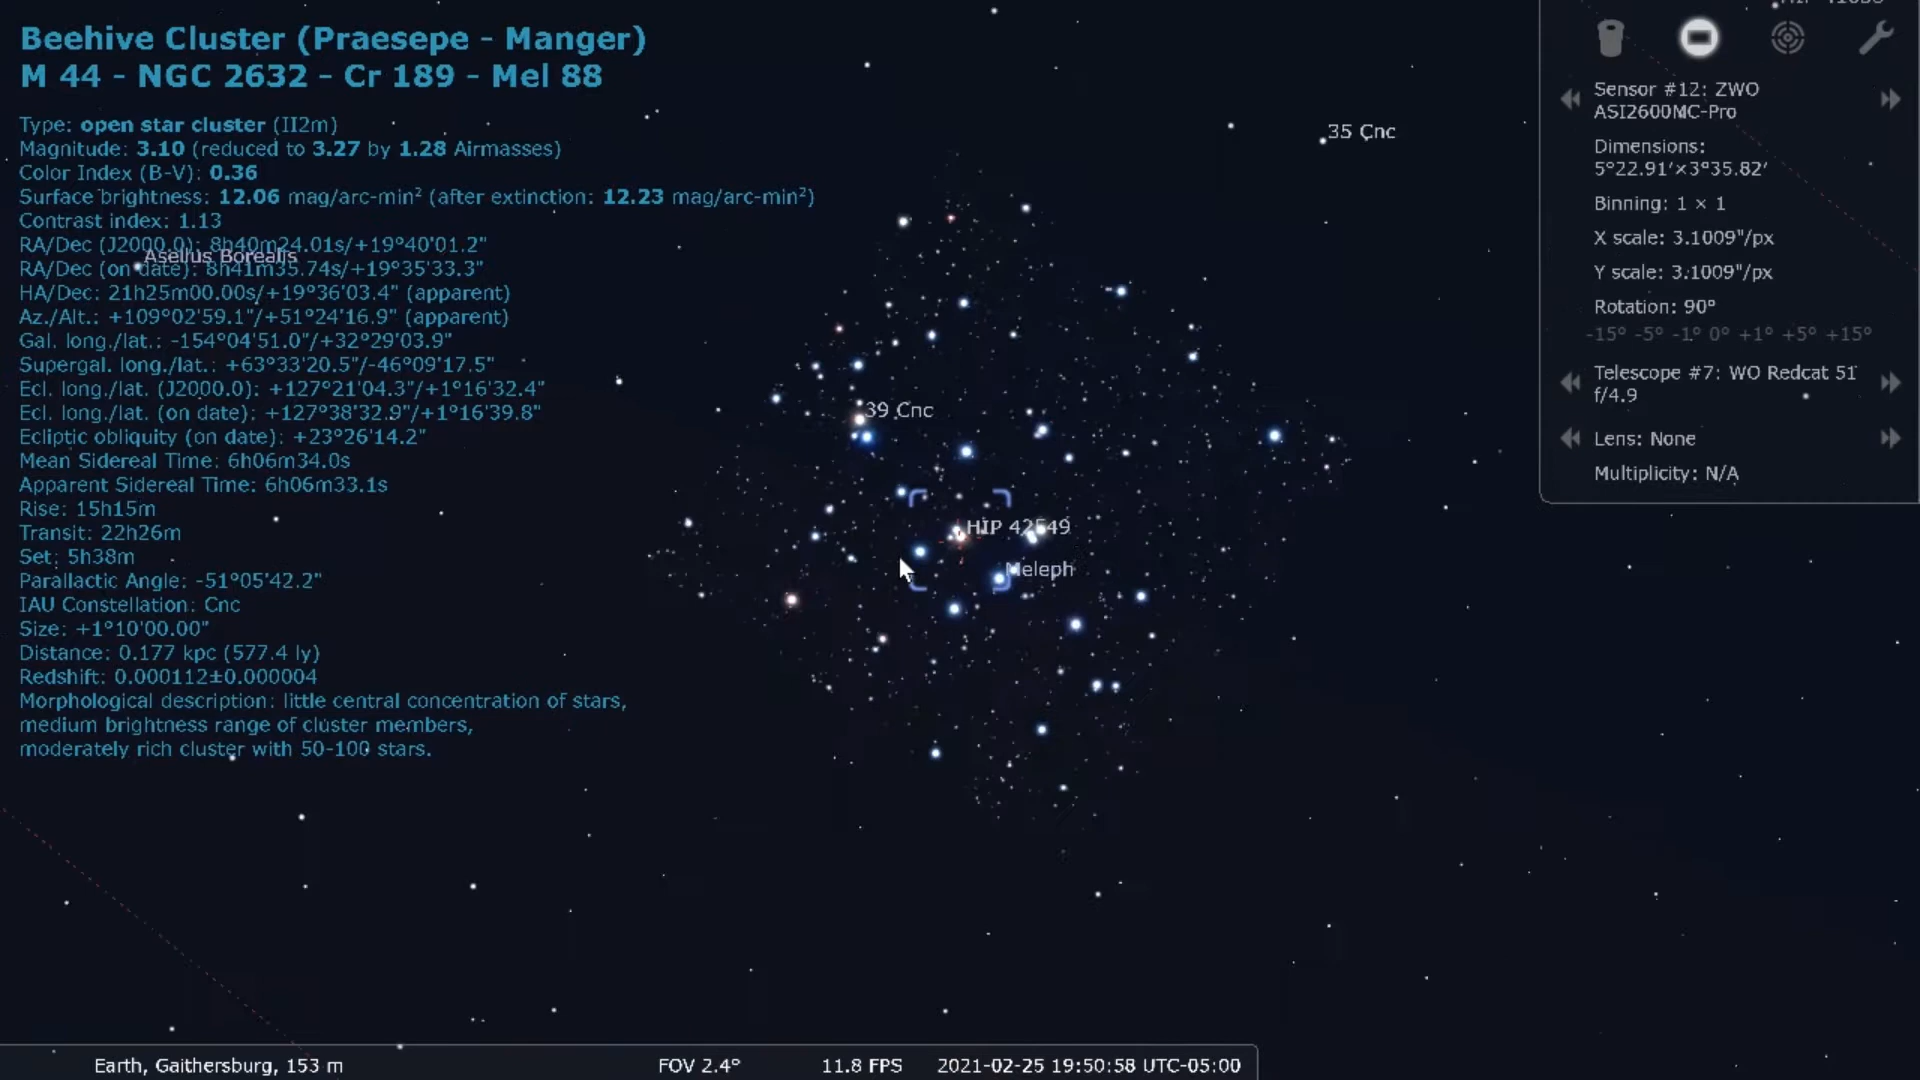 Beehive Cluster (Praesepe - Manger)
M 44 - NGC 2632 - Cr 189 - Mel 88
Type: open star cluster (II2m)
Magnitude: 3.10 (reduced to 3.27 by 1.28 Airmasses)
Color Index (B-V): 0.36
Surface brightness: 12.06 mag/arc-min² (after extinction: 12.23 mag/arc-min²)
Contrast index: 1.13
RA/Dec (J2000.0): 8h40m24.01s/+19°40'01.2"
Asellus Borealis
RA/Dec (on date): 8h41m35.74s/+19°35'33.3"
HA/Dec: 21h25m00.00s/+19°36'03.4" (apparent)
Az./Alt.: +109°02'59.1"/+51°24'16.9" (apparent)
Gal. long./lat.: -154°04'51.0"/+32°29'03.9"
Supergal. long./lat.: +63°33'20.5"/-46°09'17.5"
Ecl. long./lat. (J2000.0): +127°21'04.3"/+1°16'32.4"
Ecl. long./lat. (on date): +127°38'32.9"/+1°16'39.8"
Ecliptic obliquity (on date): +23°26'14.2"
Mean Sidereal Time: 6h06m34.0s
Apparent Sidereal Time: 6h06m33.1s
Rise: 15h15m
Transit: 22h26m
Set: 5h38m
Parallactic Angle: -51°05'42.2"
IAU Constellation: Cnc
Size: +1°10'00.00"
Distance: 0.177 kpc (577.4 ly)
Redshift: 0.000112±0.000004
Morphological description: little central concentration of stars,
medium brightness range of cluster members,
moderately rich cluster with 50-100 stars.
35 Cnc
39 Cnc
HIP 42549
Meleph
Sensor #12: ZWO
ASI2600MC-Pro
Dimensions:
5°22.91'×3°35.82'
Binning: 1 × 1
X scale: 3.1009"/px
Y scale: 3.1009"/px
Rotation: 90°
-15° -5° -1° 0° +1° +5° +15°
Telescope #7: WO Redcat 51
f/4.9
Lens: None
Multiplicity: N/A
Earth, Gaithersburg, 153 m
FOV 2.4°
11.8 FPS
2021-02-25 19:50:58 UTC-05:00